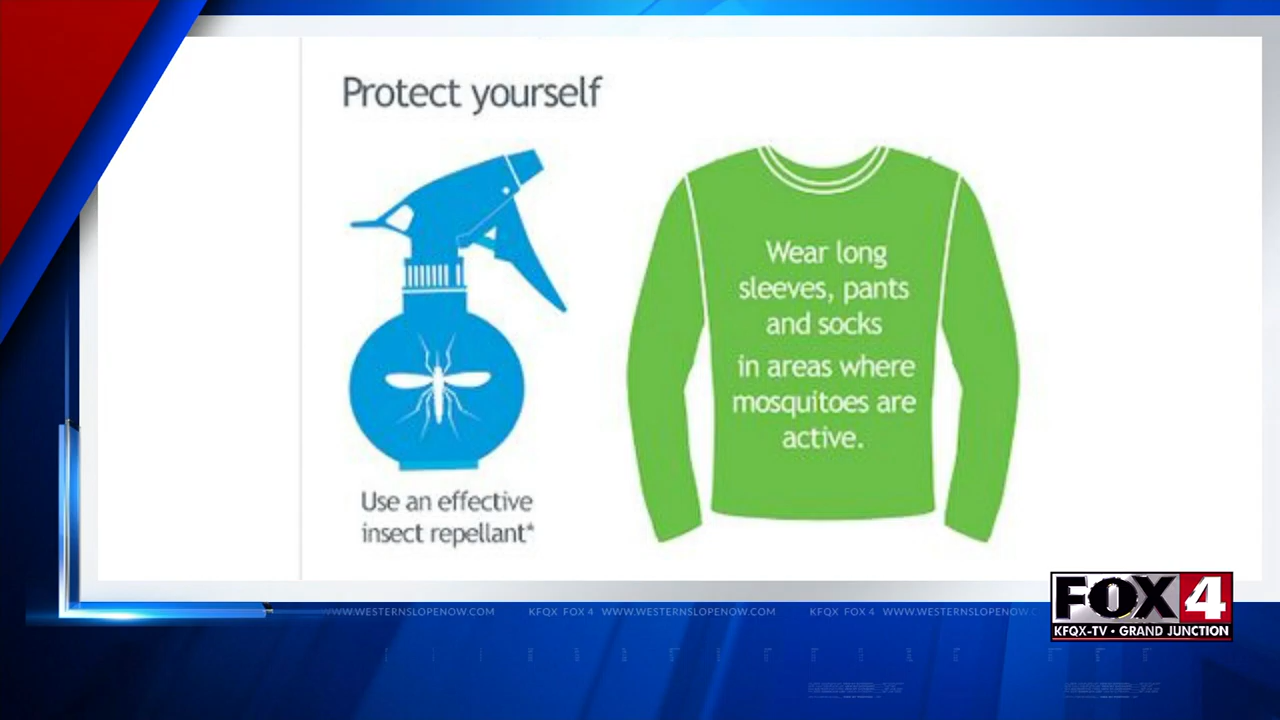 Protect yourself
Wear long
sleeves, pants
and socks
in areas where
mosquitoes are
active.
Use an effective
insect repellant*
FOX 4
KFQX-TV • GRAND JUNCTION
WWW.WESTERNSLOPENOW.COM KFQX FOX 4 WWW.WESTERNSLOPENOW.COM KFQX FOX 4 WWW.WESTERNSLOPENOW.C